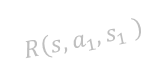 R(s, a₁, s₁ )